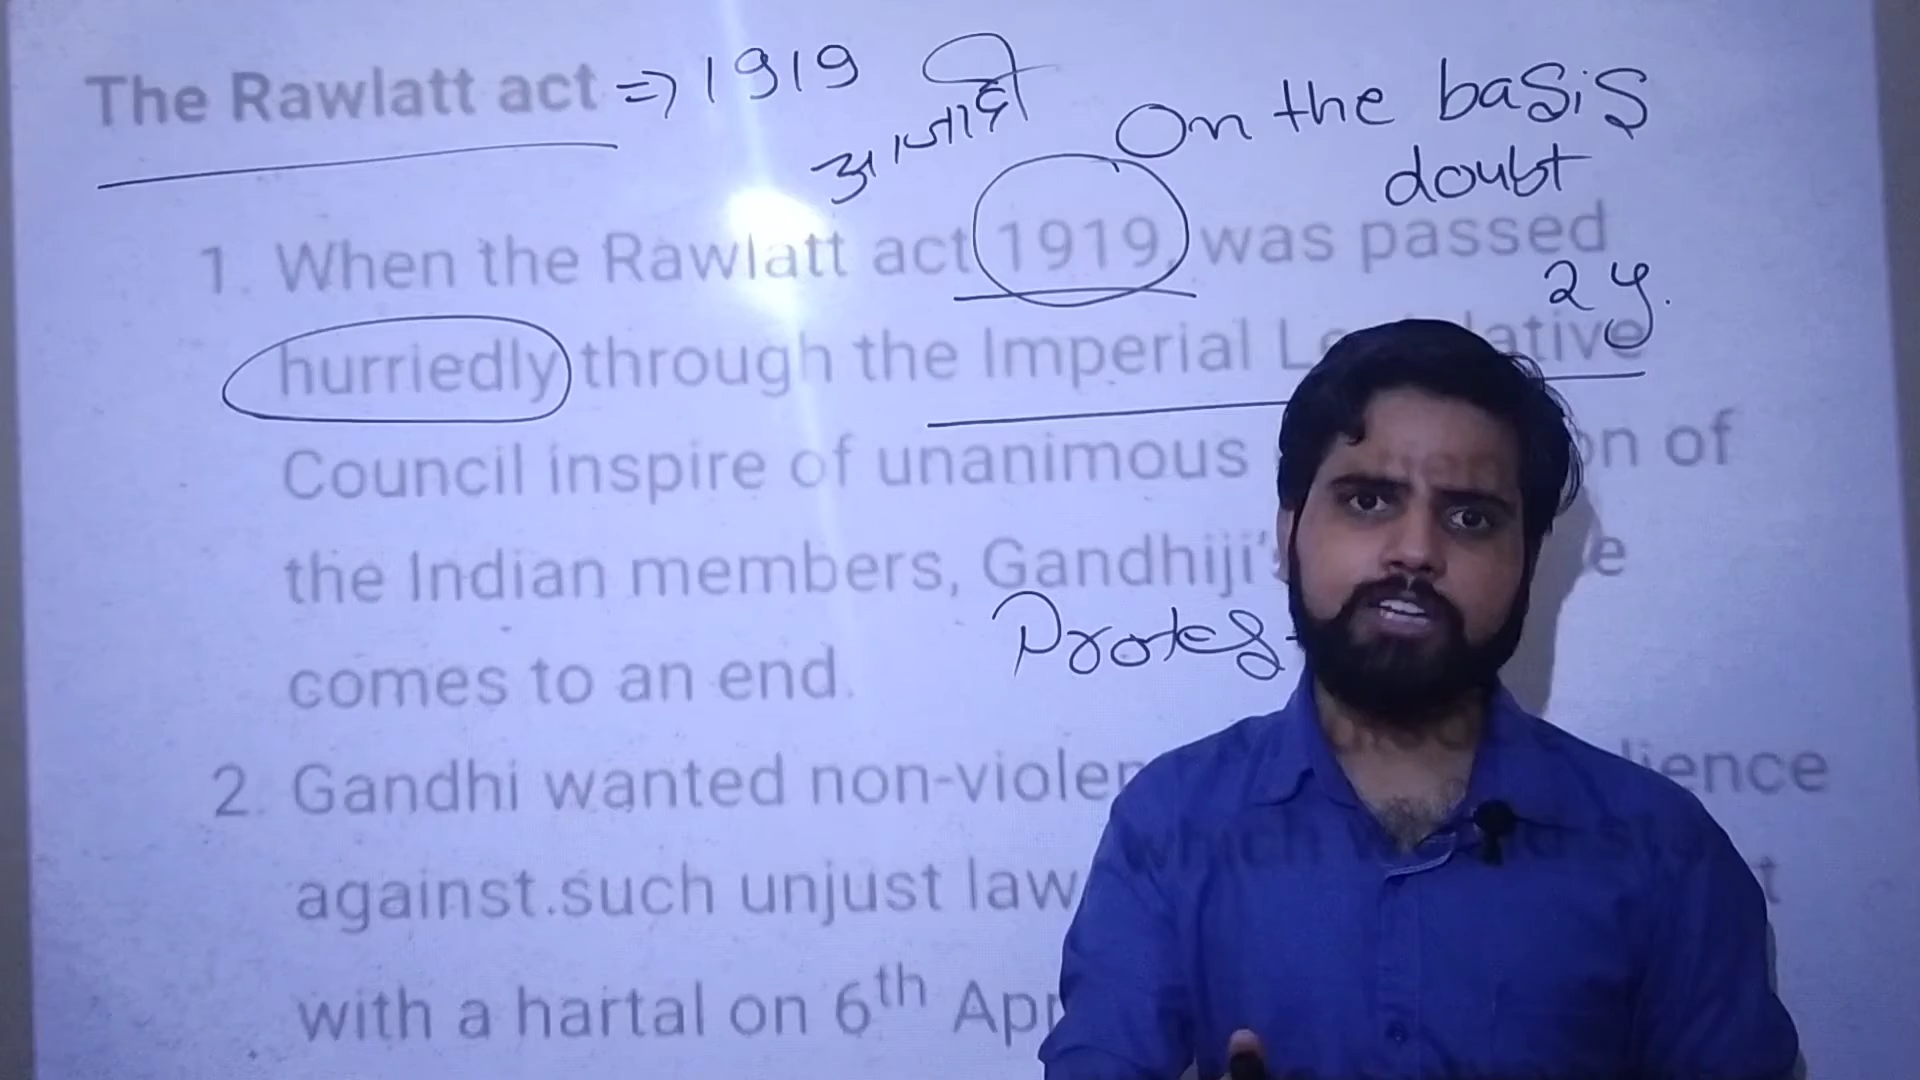 The Rawlatt act => 1919
आजादी
On the basis
doubt
1. When the Rawlatt act 1919, was passed
2 y.
hurriedly through the Imperial
Council inspire of unanimous of
the Indian members, Gandhiji's
Protes
comes to an end.
2. Gandhi wanted non-violen
against.such unjust law which
with a hartal on 6th Apr